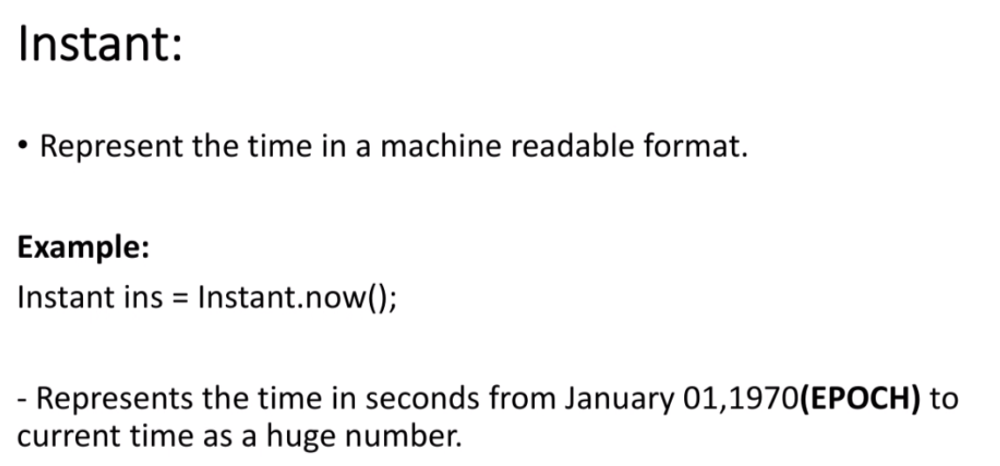 Instant:
• Represent the time in a machine readable format.
Example:
Instant ins = Instant.now();
- Represents the time in seconds from January 01,1970(EPOCH) to
current time as a huge number.